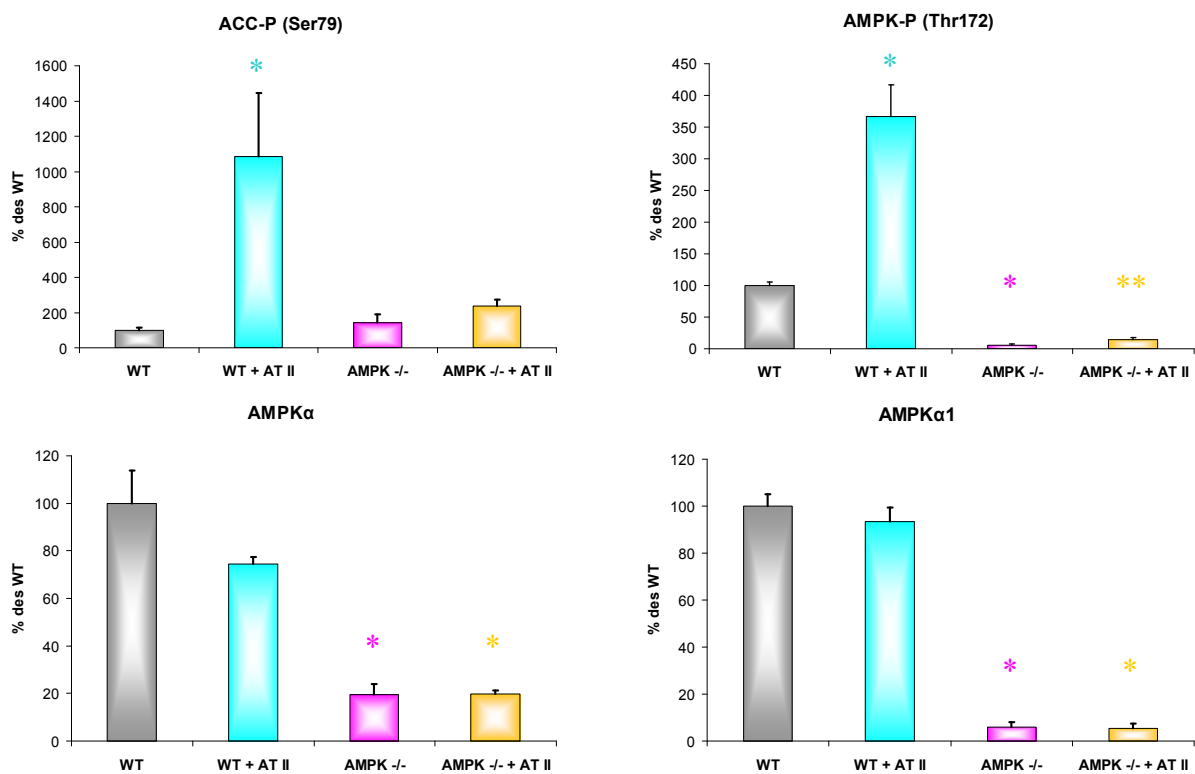 ACC-P (Ser79)
1600
1400
1200
1000
800
600
400
200
0
% des WT
*
WT
WT + AT II
AMPK -/-
AMPK -/- + AT II
AMPK-P (Thr172)
450
400
350
300
250
200
150
100
50
0
% des WT
*
*
**
WT
WT + AT II
AMPK -/-
AMPK -/- + AT II
AMPKα
120
100
80
60
40
20
0
% des WT
*
*
WT
WT + AT II
AMPK -/-
AMPK -/- + AT II
AMPKα1
120
100
80
60
40
20
0
% des WT
*
*
WT
WT + AT II
AMPK -/-
AMPK -/- + AT II